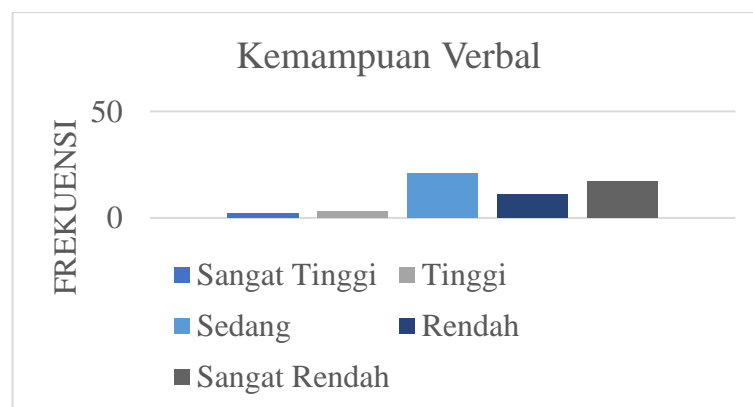 Kemampuan Verbal
FREKUENSI
50
0
Sangat Tinggi
Tinggi
Sedang
Rendah
Sangat Rendah